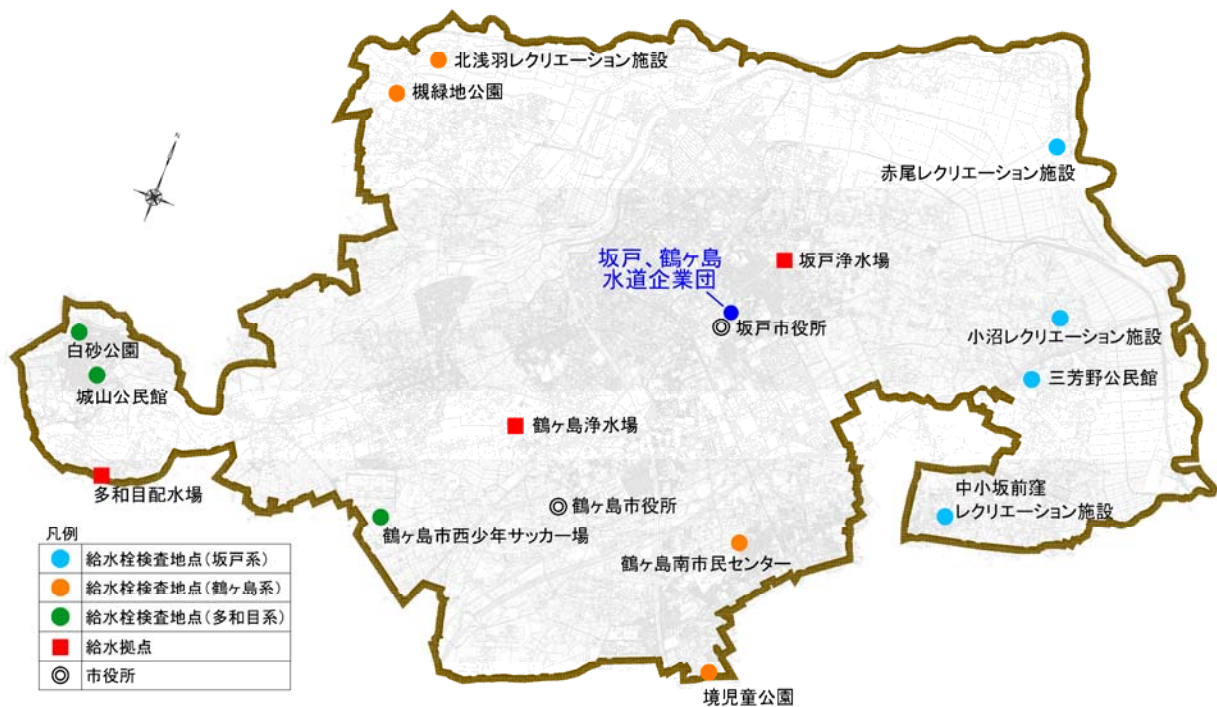 北浅羽レクリエーション施設
槻緑地公園
N
赤尾レクリエーション施設
坂戸、鶴ヶ島
水道企業団
坂戸浄水場
坂戸市役所
小沼レクリエーション施設
三芳野公民館
白砂公園
城山公民館
鶴ヶ島浄水場
多和目配水場
中小坂前窪
レクリエーション施設
鶴ヶ島市役所
鶴ヶ島市西少年サッカー場
鶴ヶ島南市民センター
境児童公園
凡例
給水栓検査地点(坂戸系)
給水栓検査地点(鶴ヶ島系)
給水栓検査地点(多和目系)
給水拠点
市役所